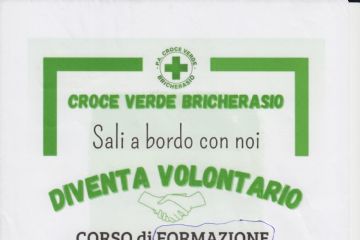 P.A. CROCE VERDE
BRICHERASIO
CROCE VERDE BRICHERASIO
Sali a bordo con noi
DIVENTA VOLONTARIO
CORSO di FORMAZIONE